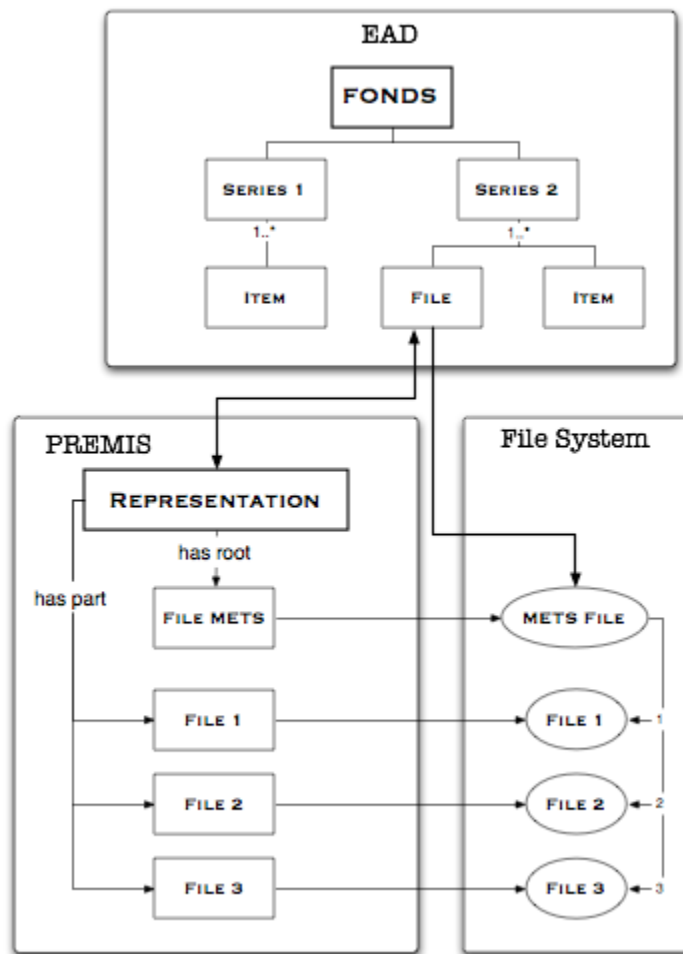 EAD
FONDS
SERIES 1
SERIES 2
1..*
1..*
ITEM
FILE
ITEM
PREMIS
File System
REPRESENTATION
has root
has part
FILE METS
METS FILE
FILE 1
FILE 1
1
FILE 2
FILE 2
2
FILE 3
FILE 3
3